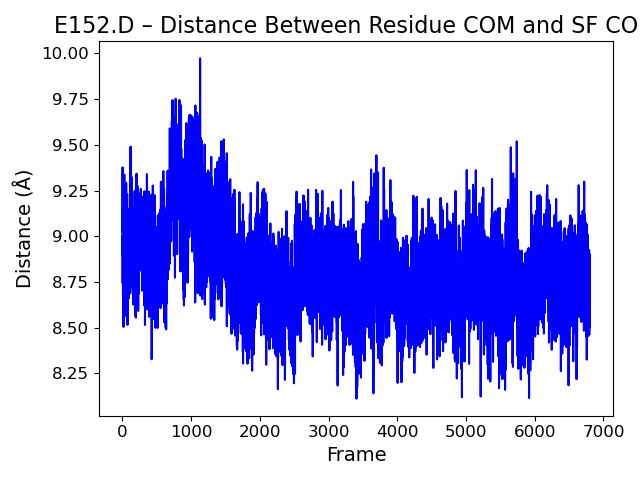 E152.D – Distance Between Residue COM and SF CO
10.00
9.75
9.50
9.25
9.00
8.75
8.50
8.25
Distance (Å)
0 1000 2000 3000 4000 5000 6000 7000
Frame